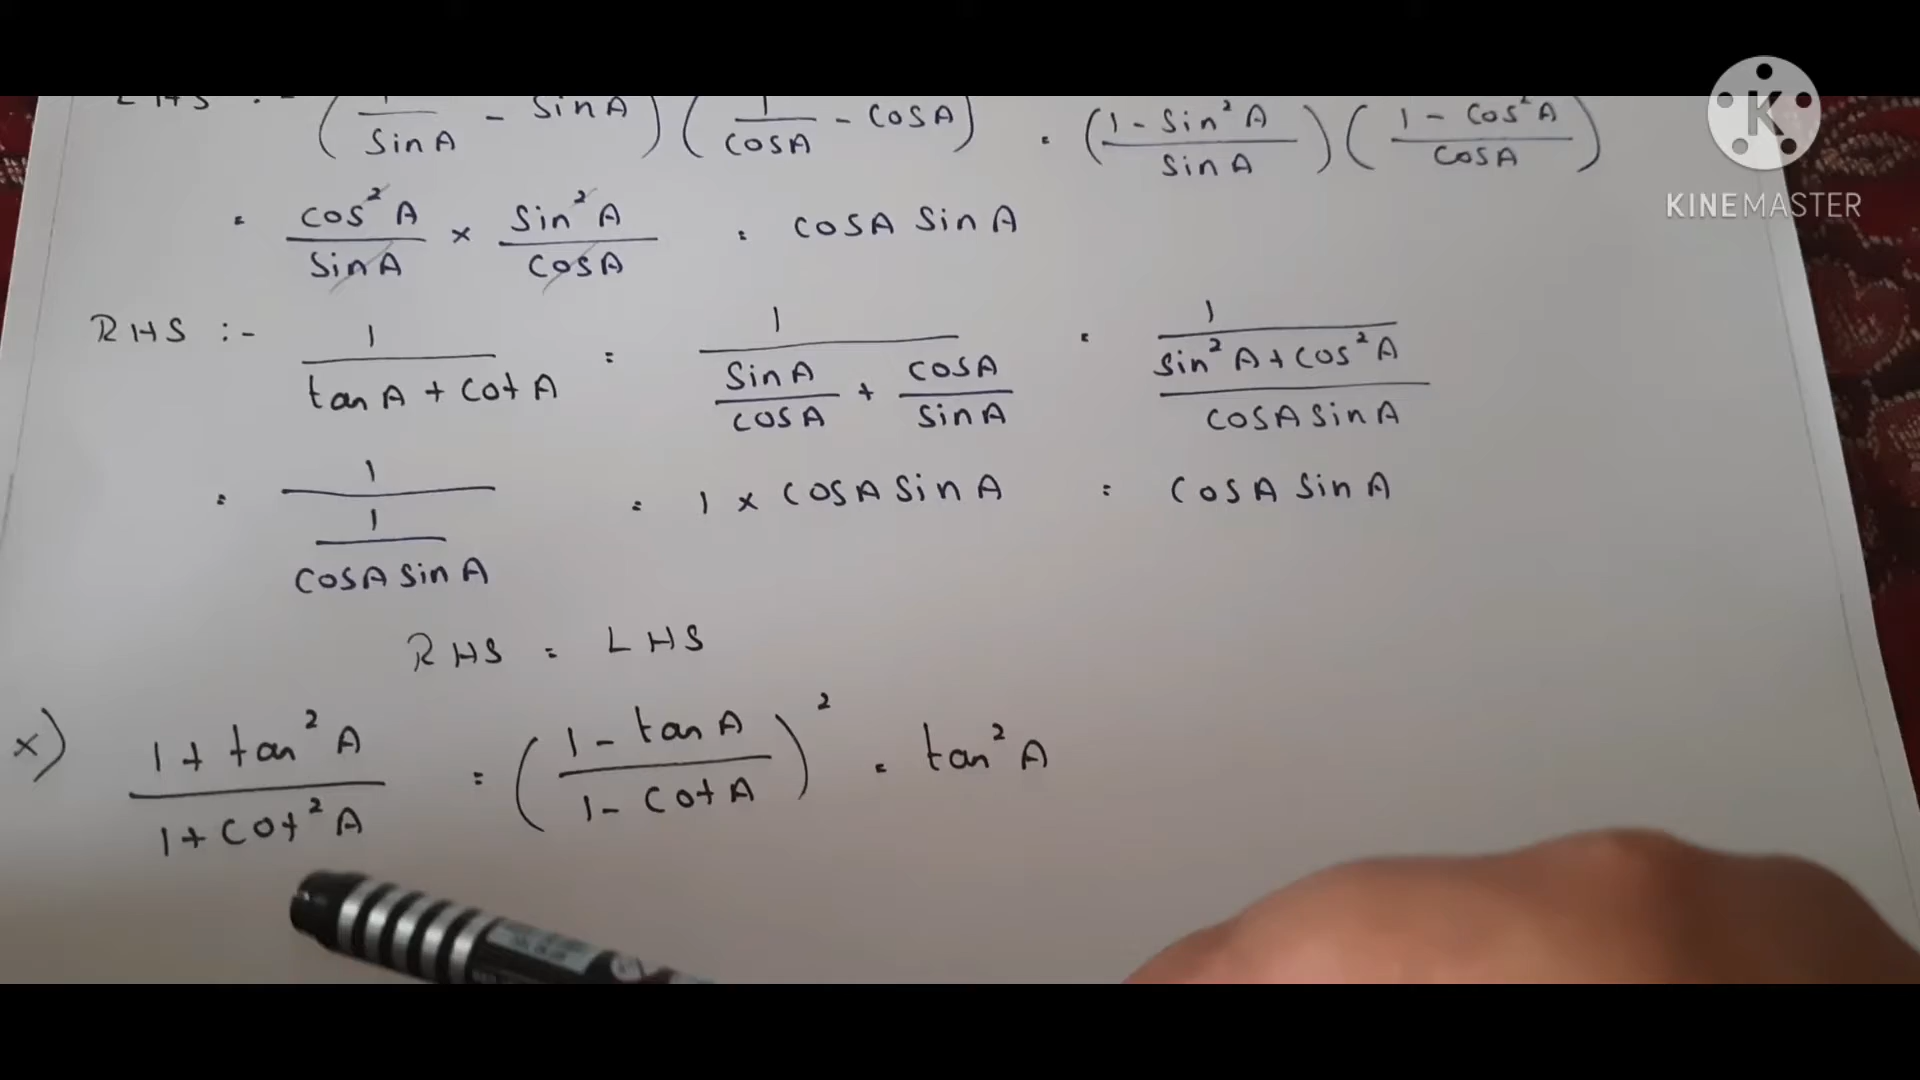 LHS :- (1/SinA - SinA) (1/CosA - CosA) = (1 - Sin²A/SinA) (1 - Cos²A/CosA)
= Cos²A/SinA × Sin²A/CosA = CosA SinA
RHS :- 1/tanA + CotA = 1/(SinA/CosA + CosA/SinA) = 1/(Sin²A + Cos²A/CosA SinA)
= 1/(1/CosA SinA) = 1 × CosA SinA = CosA SinA
RHS = LHS
x) 1 + tan²A/1 + Cot²A = (1 - tanA/1 - CotA)² = tan²A
KINEMASTER